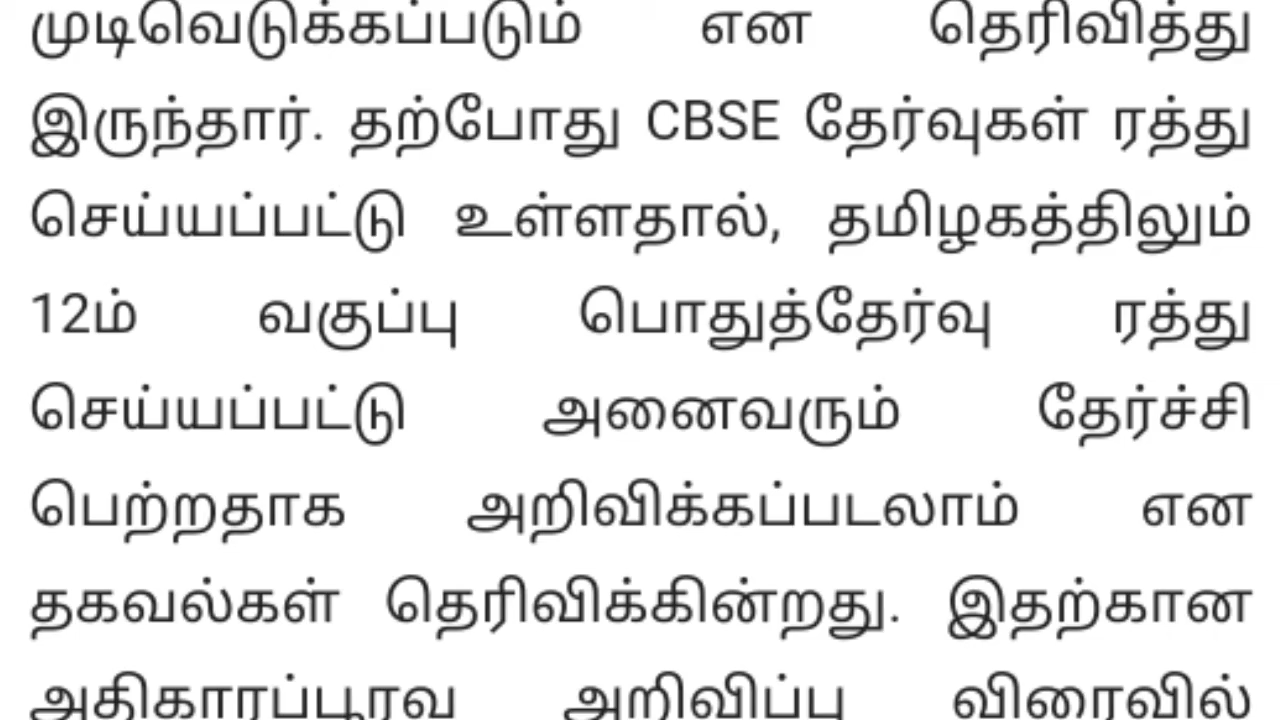 முடிவெடுக்கப்படும் என தெரிவித்து
இருந்தார். தற்போது CBSE தேர்வுகள் ரத்து
செய்யப்பட்டு உள்ளதால், தமிழகத்திலும்
12ம் வகுப்பு பொதுத்தேர்வு ரத்து
செய்யப்பட்டு அனைவரும் தேர்ச்சி
பெற்றதாக அறிவிக்கப்படலாம் என
தகவல்கள் தெரிவிக்கின்றது. இதற்கான
அதிகாரப்பூர்வ அறிவிப்பு விரைவில்